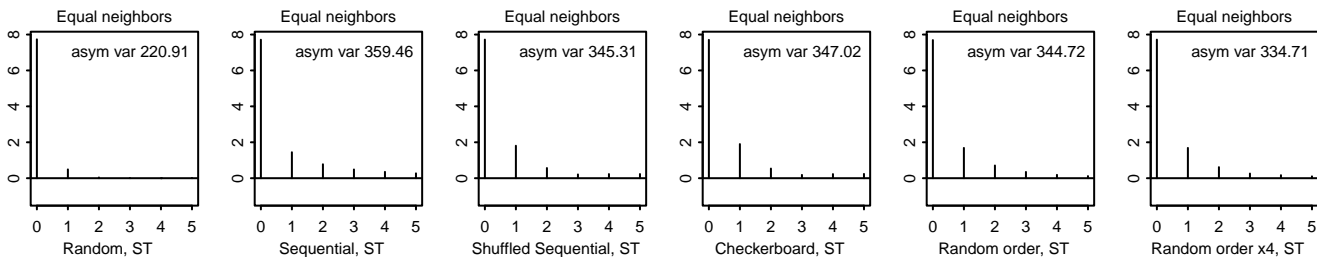 Equal neighbors
asym var 220.91
8
6
4
2
0
0 1 2 3 4 5
Random, ST
Equal neighbors
asym var 359.46
8
6
4
2
0
0 1 2 3 4 5
Sequential, ST
Equal neighbors
asym var 345.31
8
6
4
2
0
0 1 2 3 4 5
Shuffled Sequential, ST
Equal neighbors
asym var 347.02
8
6
4
2
0
0 1 2 3 4 5
Checkerboard, ST
Equal neighbors
asym var 344.72
8
6
4
2
0
0 1 2 3 4 5
Random order, ST
Equal neighbors
asym var 334.71
8
6
4
2
0
0 1 2 3 4 5
Random order x4, ST